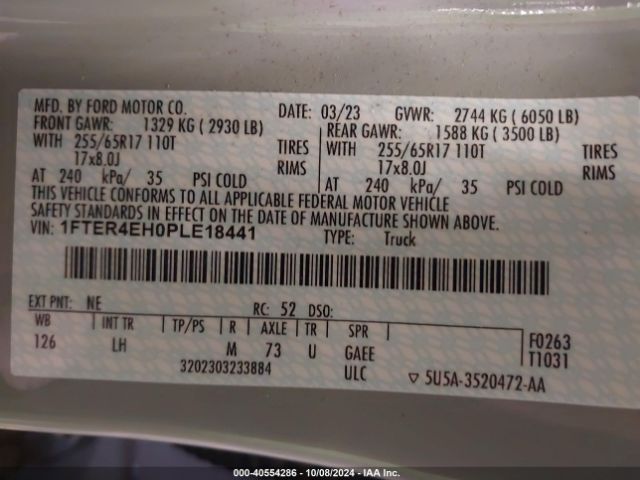 MFD. BY FORD MOTOR CO.
DATE: 03/23 GVWR: 2744 KG ( 6050 LB)
FRONT GAWR: 1329 KG ( 2930 LB) REAR GAWR: 1588 KG ( 3500 LB)
WITH 255/65R17 110T TIRES WITH 255/65R17 110T TIRES
17x8.0J RIMS 17x8.0J RIMS
AT 240 kPa/ 35 PSI COLD AT 240 kPa/ 35 PSI COLD
THIS VEHICLE CONFORMS TO ALL APPLICABLE FEDERAL MOTOR VEHICLE
SAFETY STANDARDS IN EFFECT ON THE DATE OF MANUFACTURE SHOWN ABOVE.
VIN: 1FTER4EH0PLE18441 TYPE: Truck
EXT PNT: NE RC: 52 DSO:
WB INT TR TP/PS R AXLE TR SPR
126 LH M 73 U GAEE
F0263
T1031
3202303233884 ULC ▽ 5U5A-3520472-AA
000-40554286 - 10/08/2024 - IAA Inc.